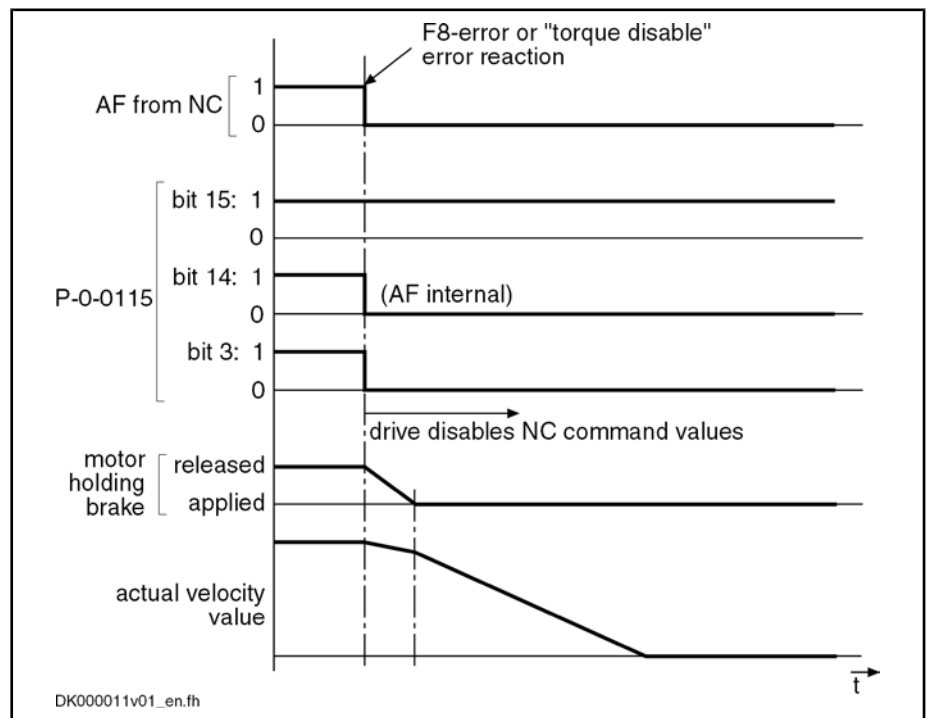 F8-error or "torque disable"
error reaction
AF from NC
1
0
P-0-0115
bit 15: 1
0
bit 14: 1
0
(AF internal)
bit 3: 1
0
drive disables NC command values
motor
holding
brake
released
applied
actual velocity
value
t
DK000011v01_en.fh